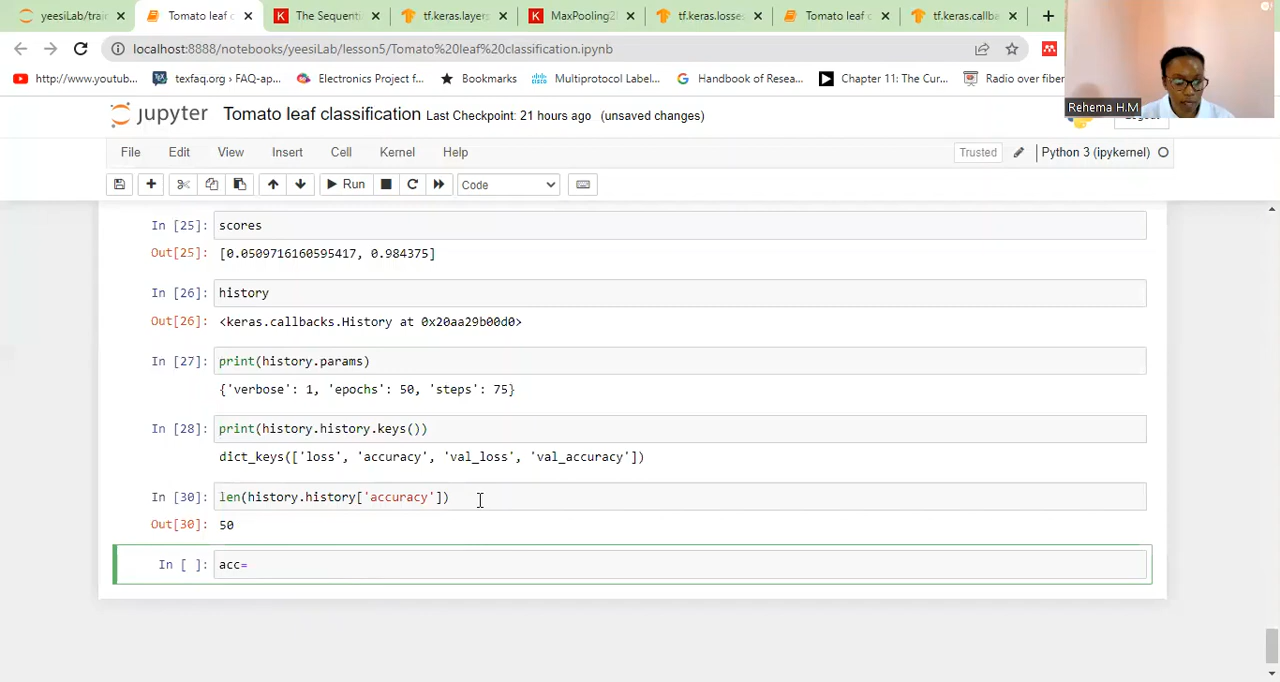 yeesiLab/trair
Tomato leaf c
The Sequenti
tf.keras.layers
MaxPooling2
tf.keras.losse
Tomato leaf c
tf.keras.callba
localhost:8888/notebooks/yeesiLab/lesson5/Tomato%20leaf%20classification.ipynb
http://www.youtub...
texfaq.org • FAQ-ap...
Electronics Project f...
Bookmarks
Multiprotocol Label...
Handbook of Resea...
Chapter 11: The Cur...
Radio over fiber
Rehema H.M
jupyter Tomato leaf classification Last Checkpoint: 21 hours ago (unsaved changes)
File Edit View Insert Cell Kernel Help
Trusted
Python 3 (ipykernel)
Run
Code
In [25]: scores
Out[25]: [0.0509716160595417, 0.984375]
In [26]: history
Out[26]: <keras.callbacks.History at 0x20aa29b00d0>
In [27]: print(history.params)
{'verbose': 1, 'epochs': 50, 'steps': 75}
In [28]: print(history.history.keys())
dict_keys(['loss', 'accuracy', 'val_loss', 'val_accuracy'])
In [30]: len(history.history['accuracy'])
Out[30]: 50
In [ ]: acc=